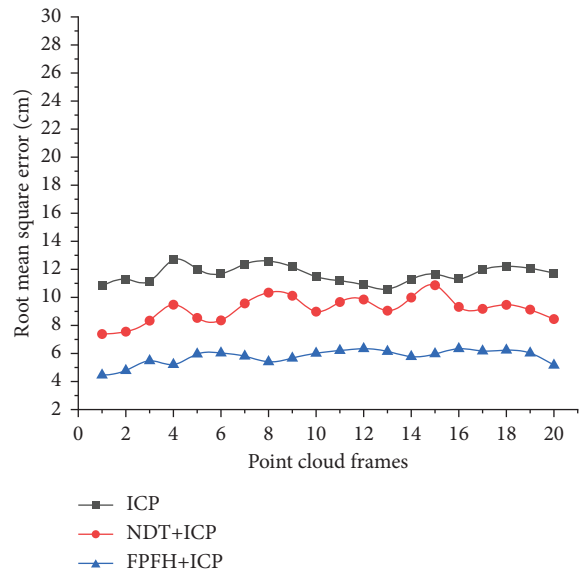 Root mean square error (cm)
30
28
26
24
22
20
18
16
14
12
10
8
6
4
2
0 2 4 6 8 10 12 14 16 18 20
Point cloud frames
ICP
NDT+ICP
FPFH+ICP